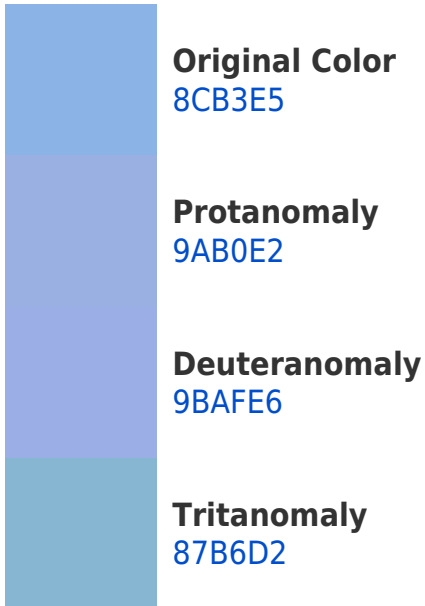 Original Color
8CB3E5
Protanomaly
9AB0E2
Deuteranomaly
9BAFE6
Tritanomaly
87B6D2